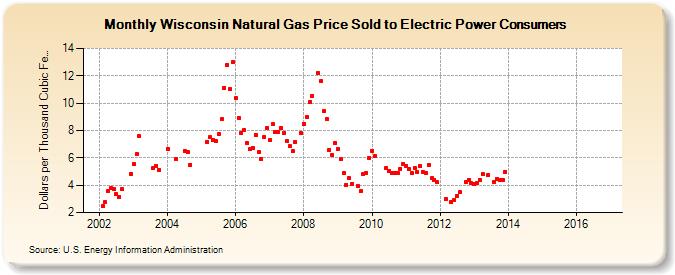 Monthly Wisconsin Natural Gas Price Sold to Electric Power Consumers
Dollars per Thousand Cubic Fe...
14
12
10
8
6
4
2
2002 2004 2006 2008 2010 2012 2014 2016
Source: U.S. Energy Information Administration